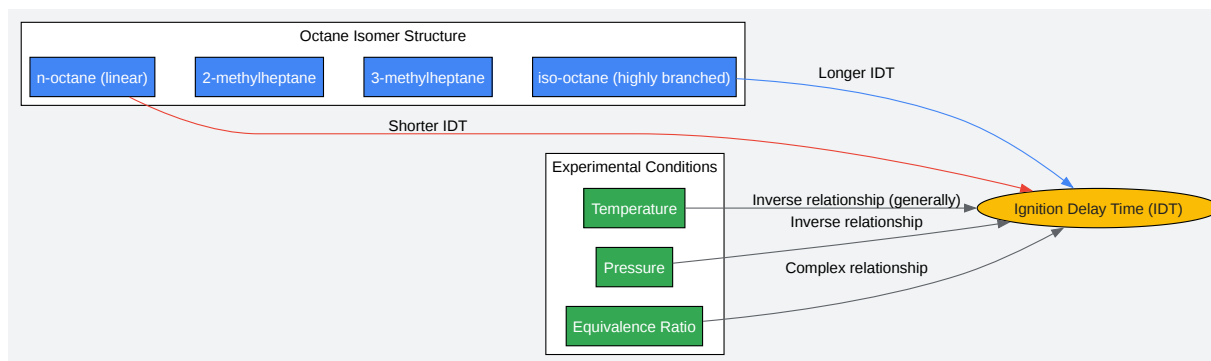 Octane Isomer Structure
n-octane (linear)
2-methylheptane
3-methylheptane
iso-octane (highly branched)
Longer IDT
Shorter IDT
Experimental Conditions
Temperature
Inverse relationship (generally)
Ignition Delay Time (IDT)
Inverse relationship
Pressure
Complex relationship
Equivalence Ratio